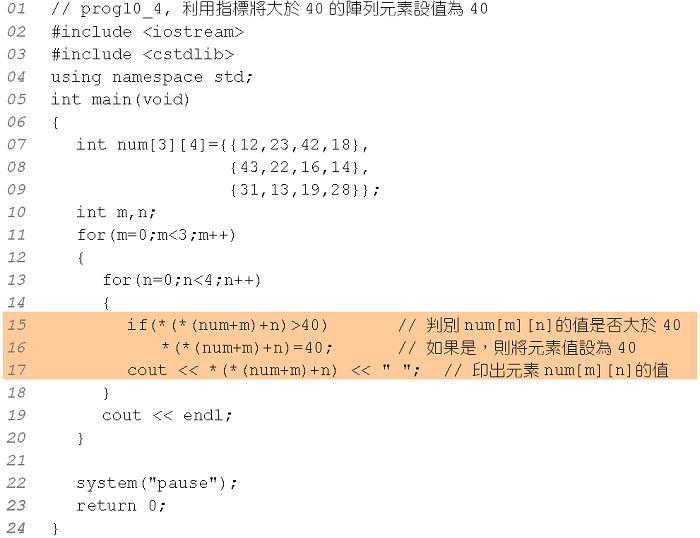 01 // prog10_4, 利用指標將大於 40 的陣列元素設值為 40
02 #include <iostream>
03 #include <cstdlib>
04 using namespace std;
05 int main(void)
06 {
07 int num[3][4]={{12,23,42,18},
08 {43,22,16,14},
09 {31,13,19,28}};
10 int m,n;
11 for(m=0;m<3;m++)
12 {
13 for(n=0;n<4;n++)
14 {
15 if(*(*(num+m)+n)>40) // 判別 num[m][n]的值是否大於 40
16 *(*(num+m)+n)=40; // 如果是，則將元素值設為 40
17 cout << *(*(num+m)+n) << " "; // 印出元素 num[m][n]的值
18 }
19 cout << endl;
20 }
21
22 system("pause");
23 return 0;
24 }